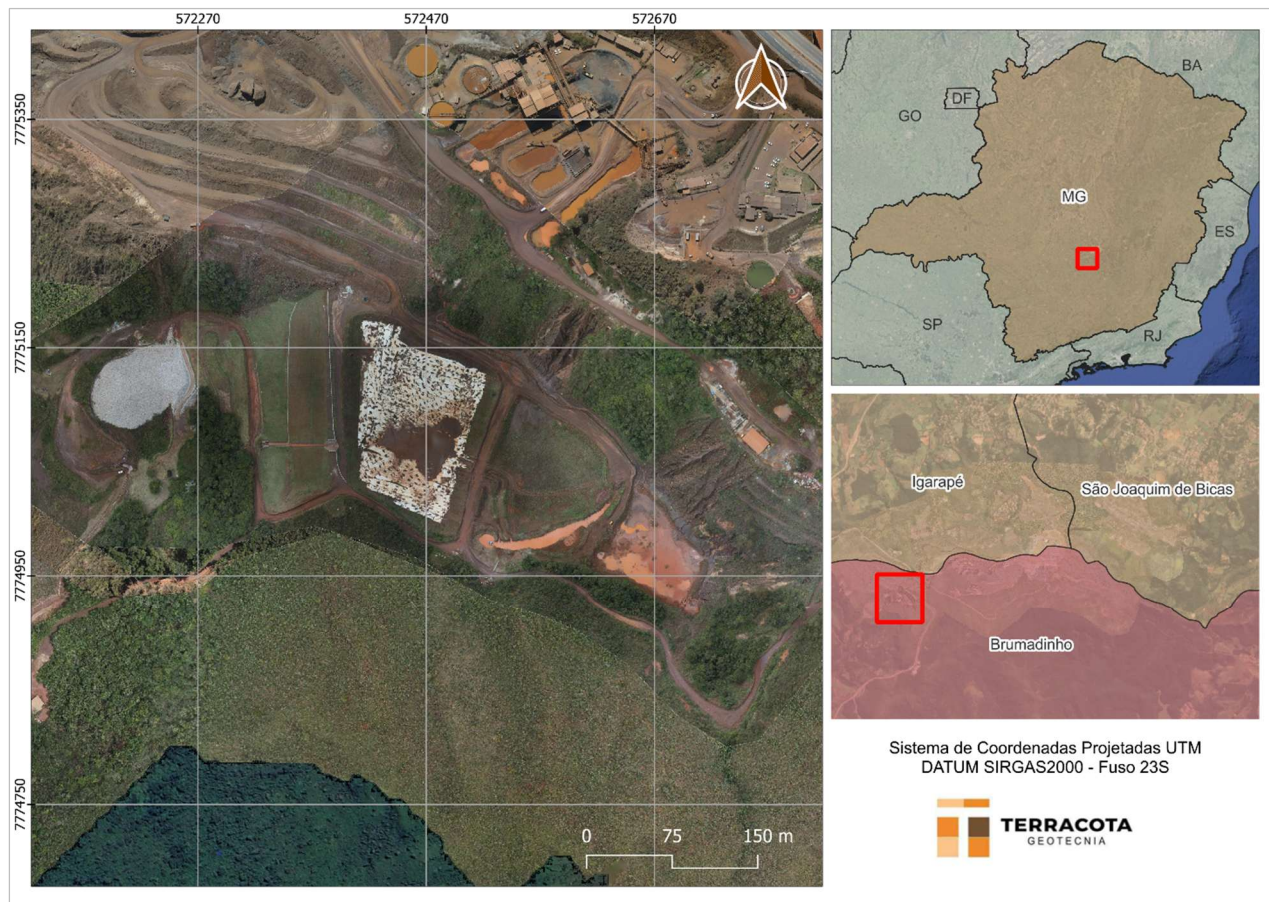 572270
572470
572670
7775350
7775150
7774950
7774750
0 75 150 m
BA
DF
GO
MG
ES
SP
RJ
Igarapé
São Joaquim de Bicas
Brumadinho
Sistema de Coordenadas Projetadas UTM
DATUM SIRGAS2000 - Fuso 23S
TERRACOTA
GEOTECNIA